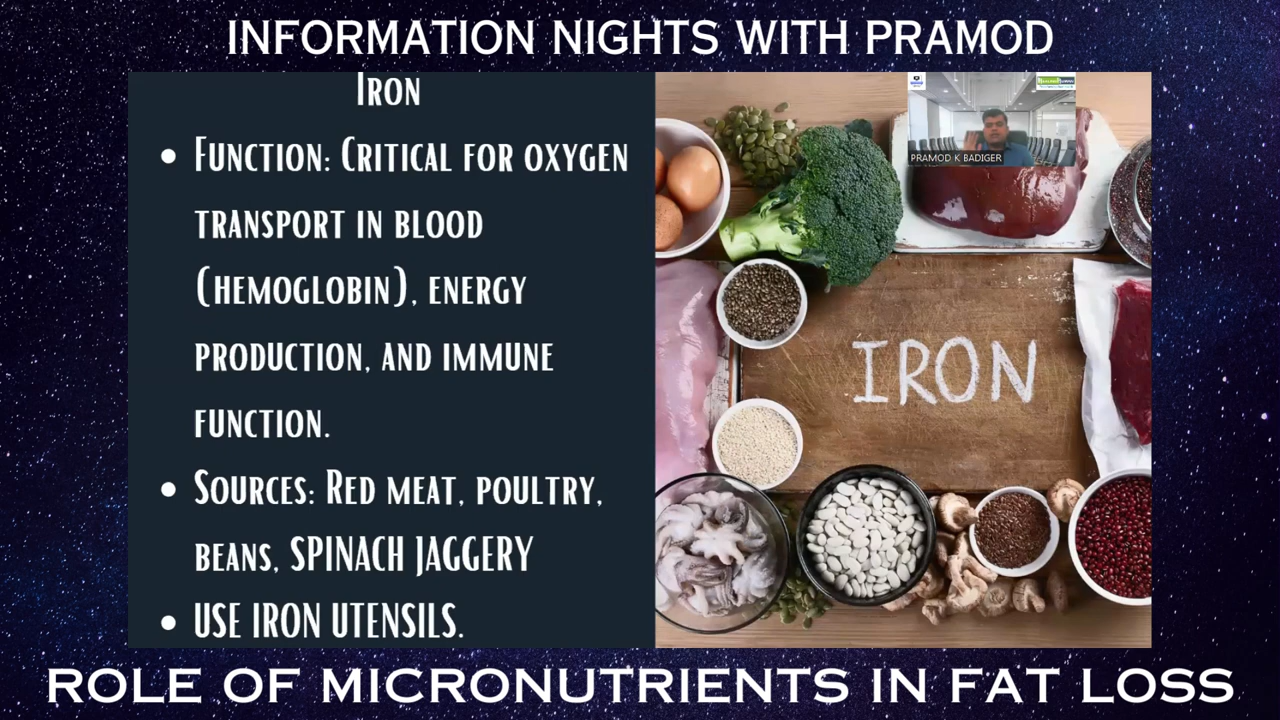 INFORMATION NIGHTS WITH PRAMOD
IRON
• FUNCTION: CRITICAL FOR OXYGEN
TRANSPORT IN BLOOD
(HEMOGLOBIN), ENERGY
PRODUCTION, AND IMMUNE
FUNCTION.
• SOURCES: RED MEAT, POULTRY,
BEANS, SPINACH JAGGERY
• USE IRON UTENSILS.
PRAMOD K BADIGER
IRON
ROLE OF MICRONUTRIENTS IN FAT LOSS